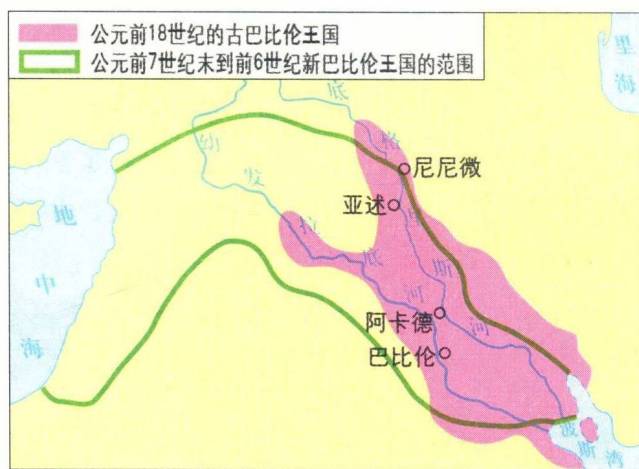 公元前18世纪的古巴比伦王国
公元前7世纪末到前6世纪新巴比伦王国的范围
里海
地中海
幼发拉底河
底格里斯河
尼尼微
亚述
阿卡德
巴比伦
波斯湾